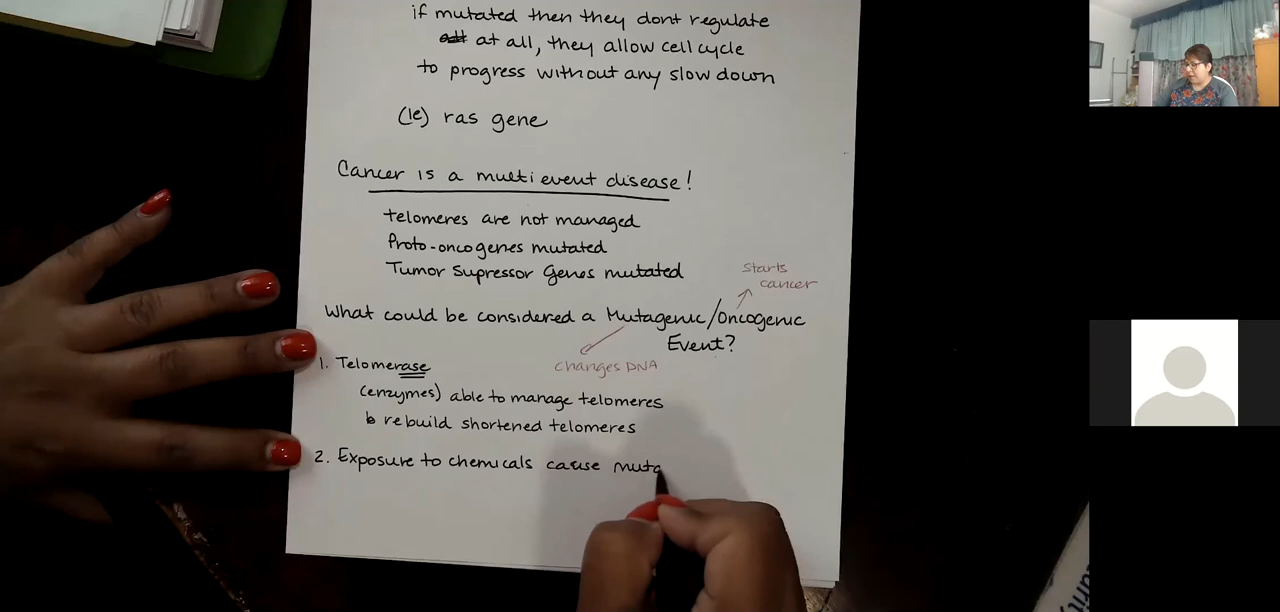 if mutated then they dont regulate
at all, they allow cell cycle
to progress without any slow down
(ie) ras gene
Cancer is a multi event disease!
telomeres are not managed
Proto-oncogenes mutated
Tumor Supressor Genes mutated
Starts
cancer
What could be considered a Mutagenic/Oncogenic
Event?
changes DNA
1. Telomerase
(enzymes) able to manage telomeres
rebuild shortened telomeres
2. Exposure to chemicals cause muta